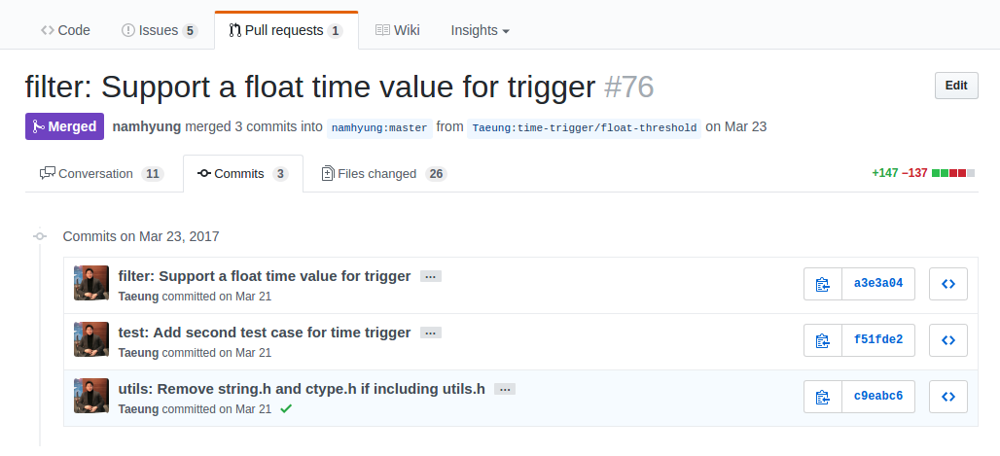 Code Issues 5 Pull requests 1 Wiki Insights
filter: Support a float time value for trigger #76 Edit
Merged namhyung merged 3 commits into namhyung:master from Taeung:time-trigger/float-threshold on Mar 23
Conversation 11 Commits 3 Files changed 26 +147 −137
Commits on Mar 23, 2017
filter: Support a float time value for trigger ... a3e3a04
Taeung committed on Mar 21
test: Add second test case for time trigger ... f51fde2
Taeung committed on Mar 21
utils: Remove string.h and ctype.h if including utils.h ... c9eabc6
Taeung committed on Mar 21